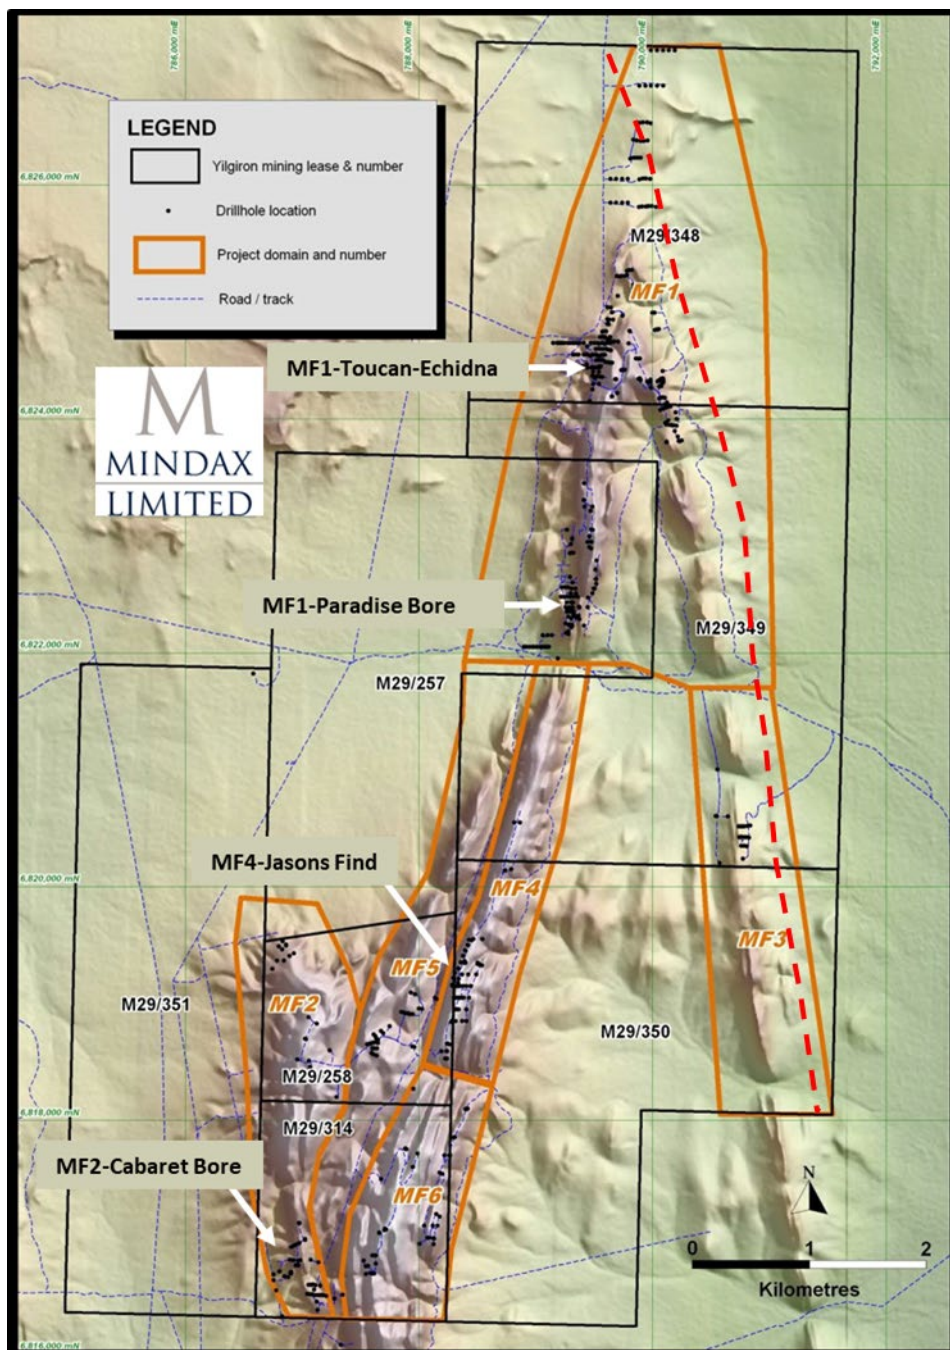 786,000 mE
788,000 mE
790,000 mE
792,000 mE
LEGEND
Yilgiron mining lease & number
Drillhole location
Project domain and number
Road / track
6,826,000 mN
M29/348
MF1
MF1-Toucan-Echidna
6,824,000 mN
M
MINDAX
LIMITED
MF1-Paradise Bore
M29/349
6,822,000 mN
M29/257
MF4-Jasons Find
6,820,000 mN
MF4
MF3
MF5
MF2
M29/351
M29/350
M29/258
6,818,000 mN
M29/314
MF2-Cabaret Bore
MF6
N
0 1 2
Kilometres
6,816,000 mN